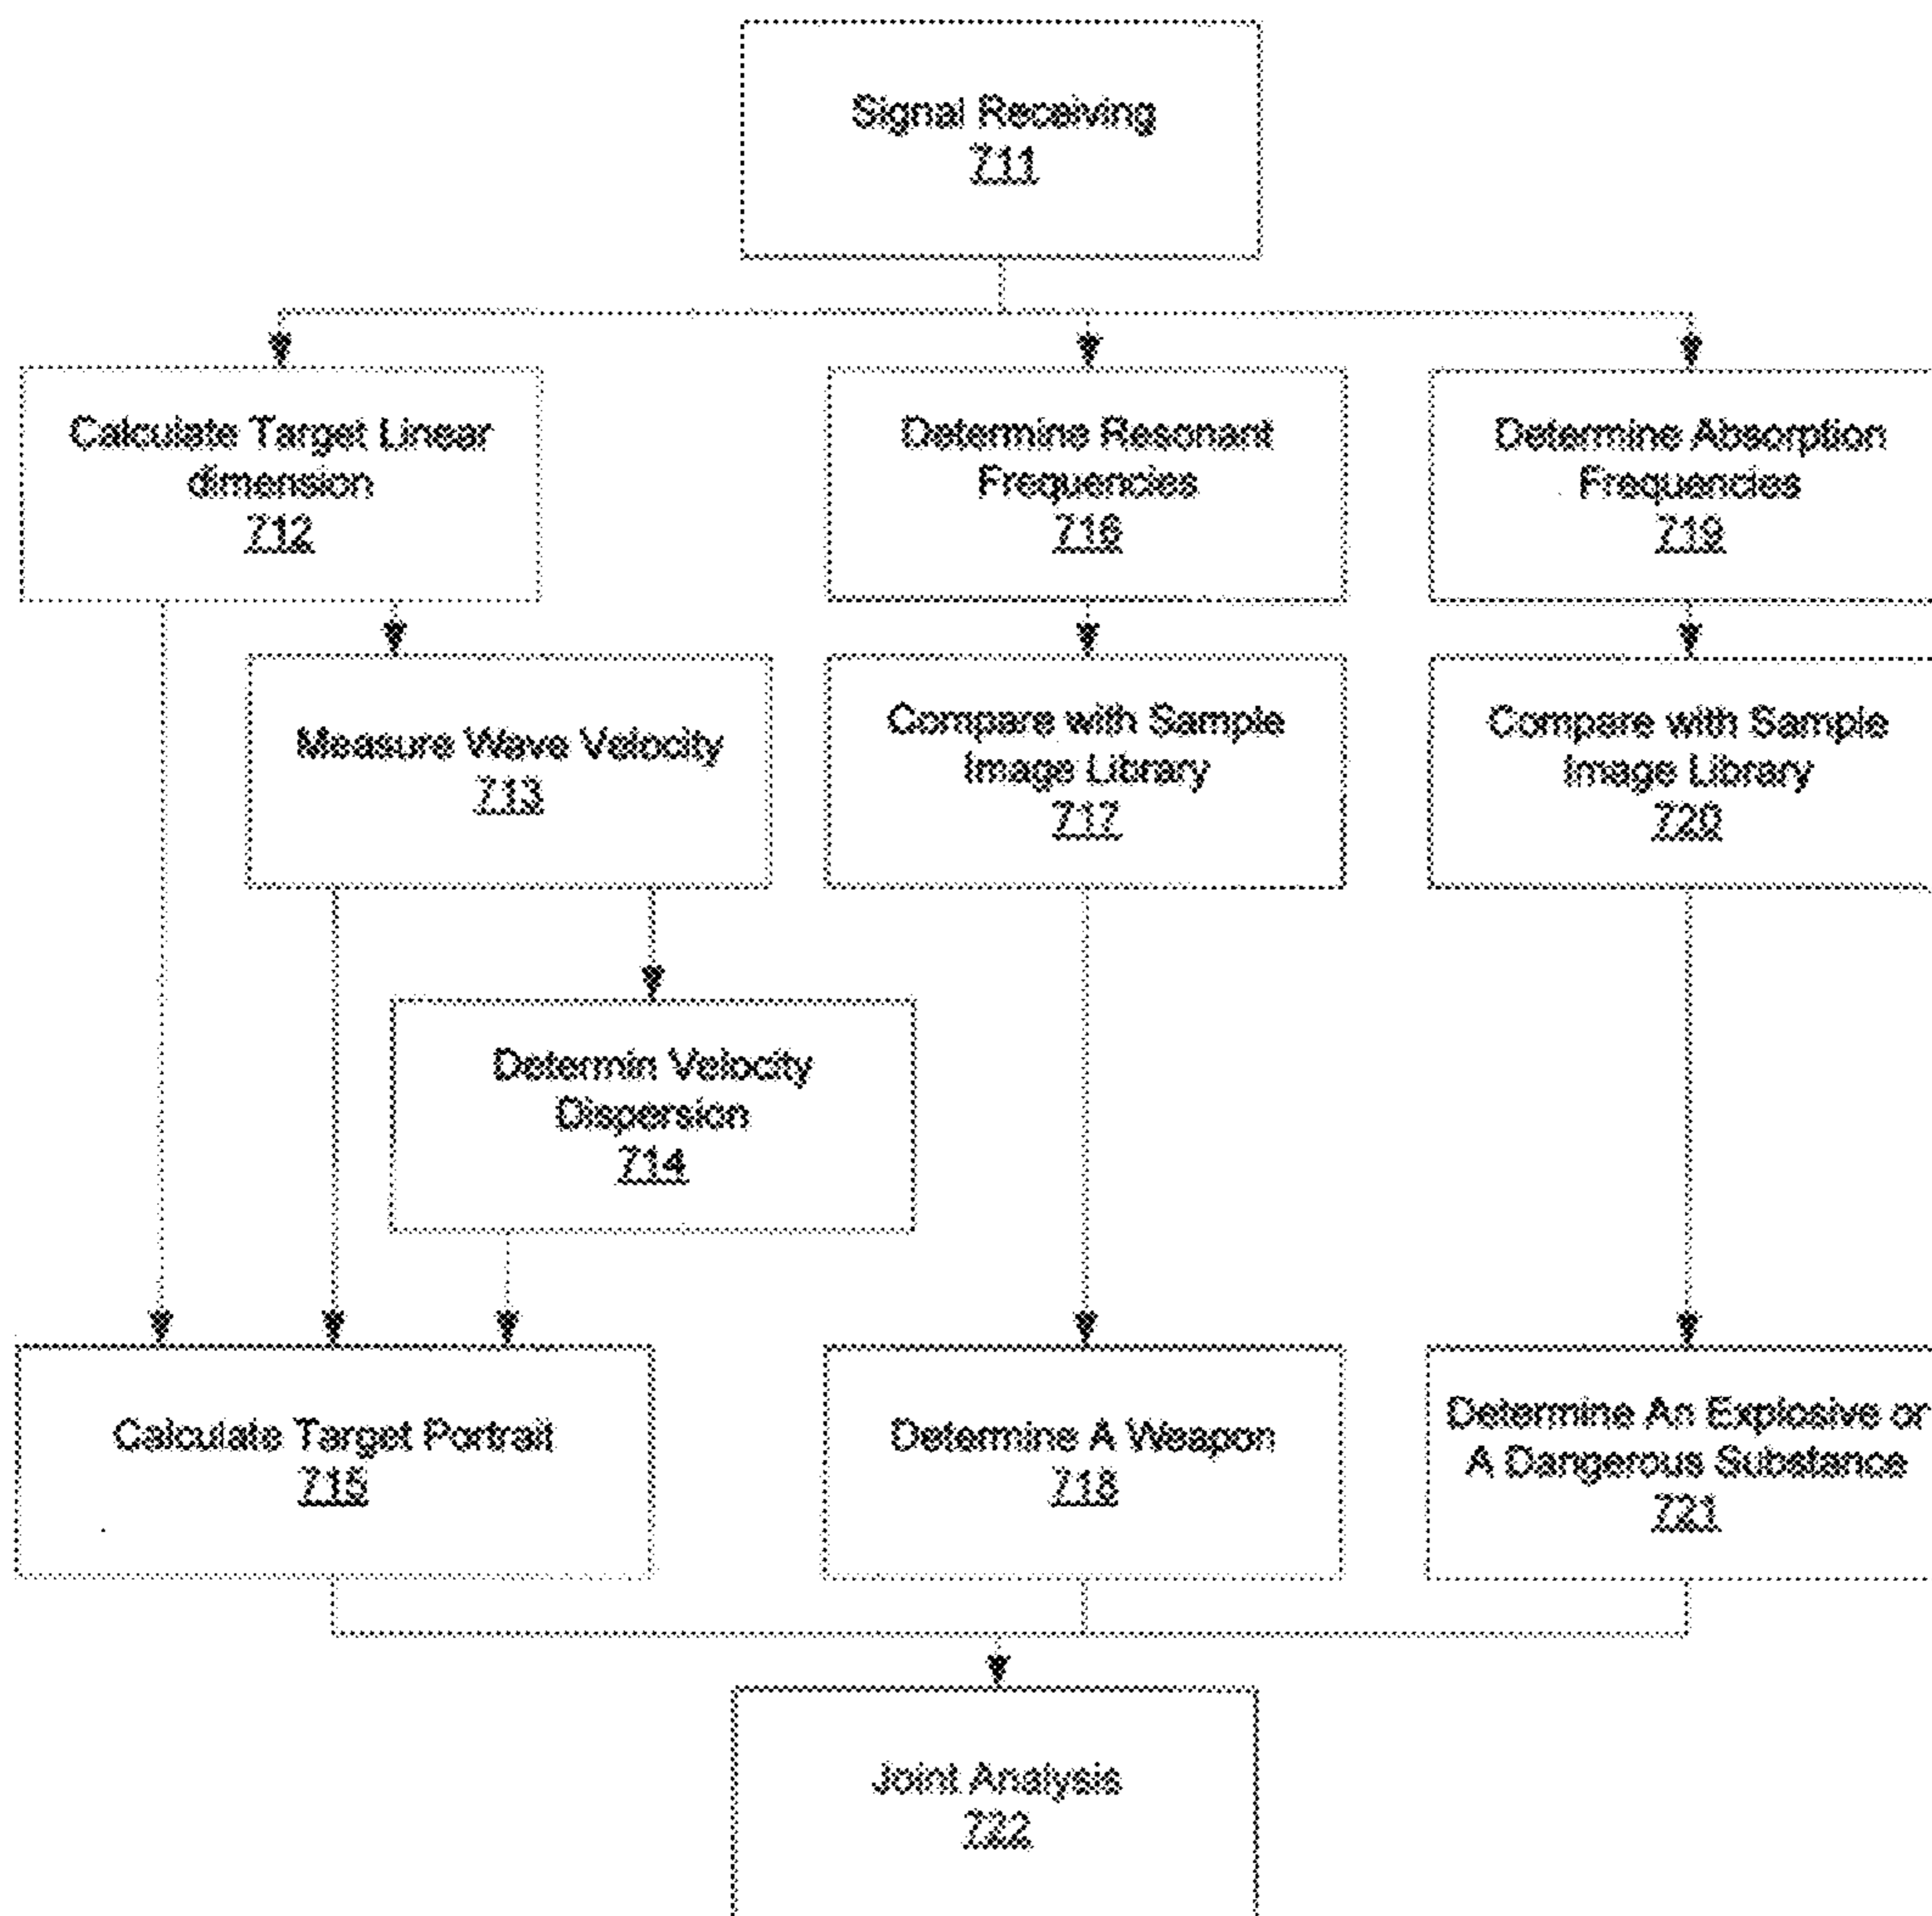 Signal Receiving
711
Calculate Target Linear
dimension
712
Determine Resonant
Frequencies
716
Determine Absorption
Frequencies
719
Measure Wave Velocity
713
Compare with Sample
Image Library
717
Compare with Sample
Image Library
720
Determin Velocity
Dispersion
714
Calculate Target Portrait
715
Determine A Weapon
718
Determine An Explosive or
A Dangerous Substance
721
Joint Analysis
722